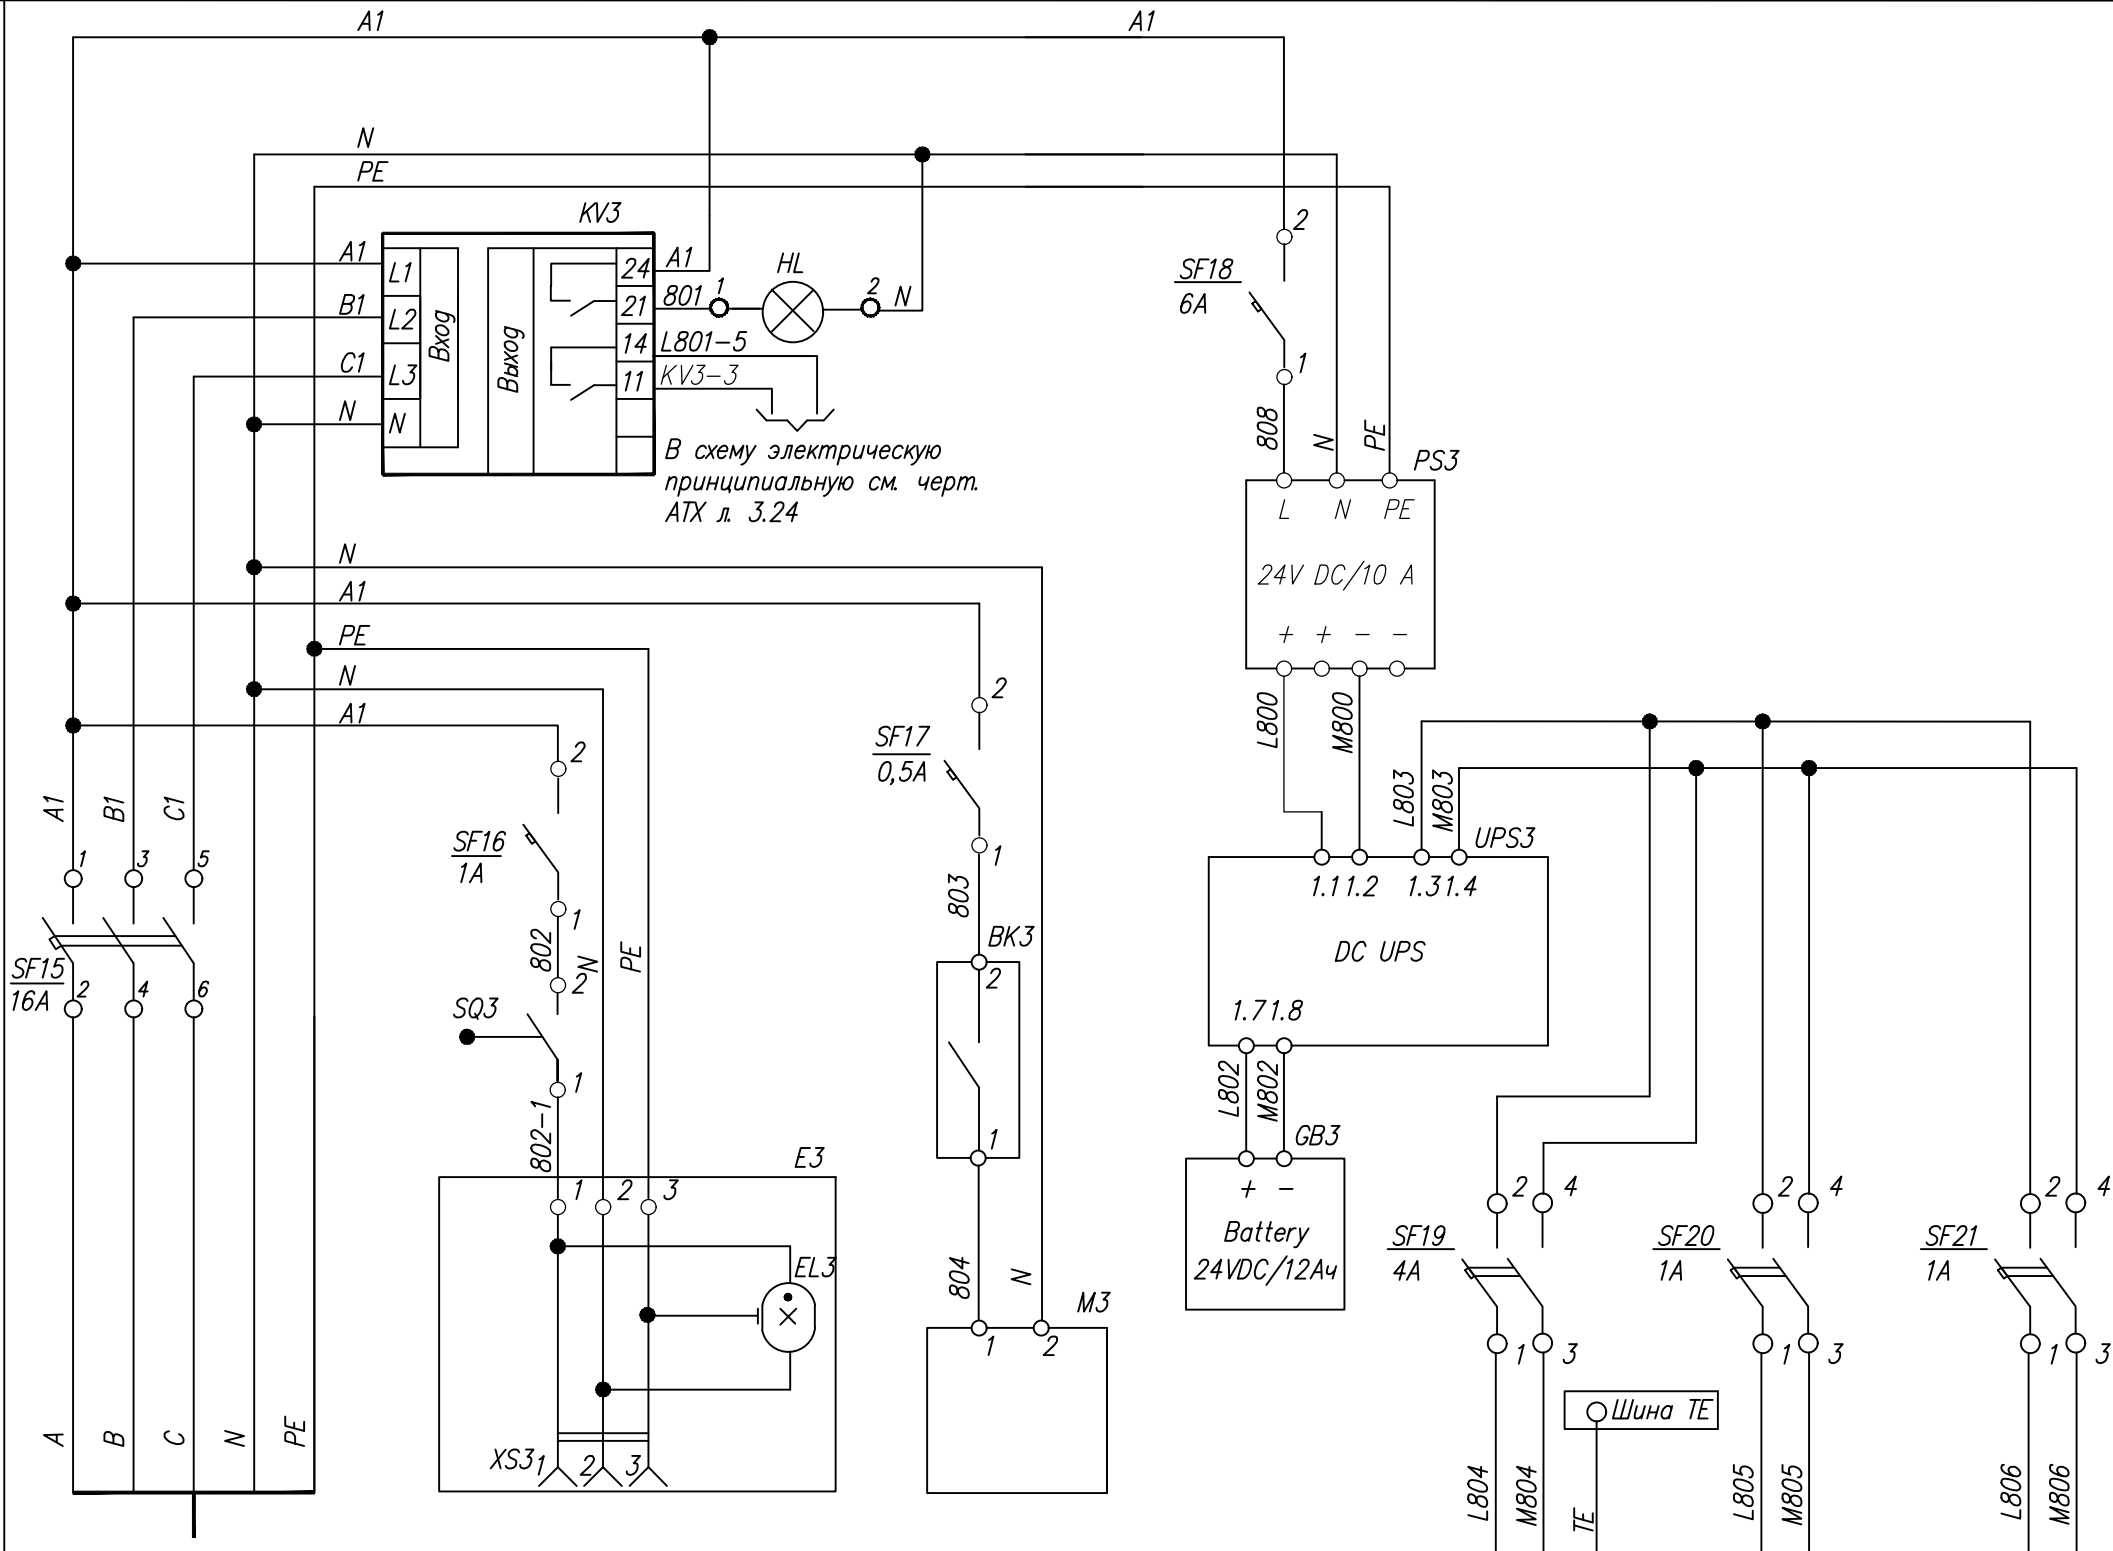 A1
A1
N
PE
KV3
A1
L1
B1
L2
C1
L3
N
N
Вход
Выход
24
A1
21
801
1
HL
2
N
14
L801-5
11
KV3-3
В схему электрическую
принципиальную см. черт.
АТХ л. 3.24
2
SF18
6A
1
808
N
PE
PS3
L
N
PE
24V DC/10 A
+
+
−
−
L800
M800
L803
M803
UPS3
1.1
1.2
1.3
1.4
DC UPS
1.7
1.8
L802
M802
GB3
+
−
Battery
24VDC/12Ач
N
A1
PE
N
A1
A1
B1
C1
1
3
5
SF15
16A
2
4
6
A
B
C
N
PE
2
SF16
1A
1
802
N
PE
2
SQ3
1
802-1
E3
1
2
3
EL3
XS3
1
2
3
2
SF17
0,5A
1
803
BK3
2
1
804
N
M3
1
2
2
4
SF19
4A
1
3
L804
M804
Шина TE
TE
2
4
SF20
1A
1
3
L805
M805
2
4
SF21
1A
1
3
L806
M806